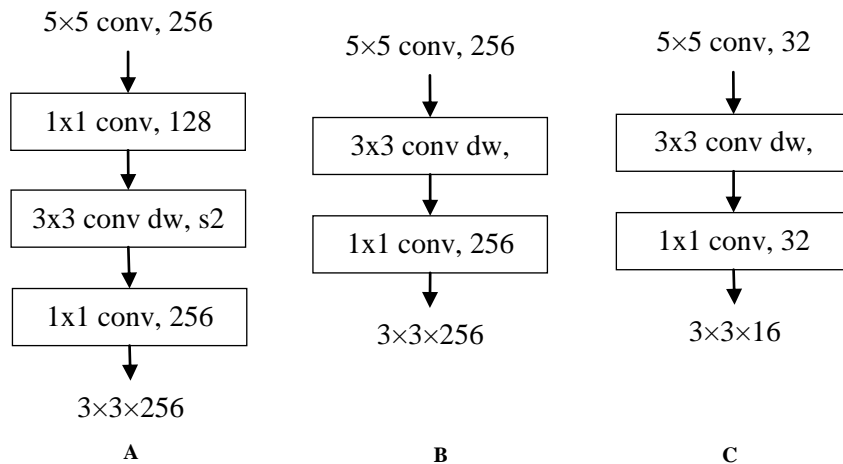 5×5 conv, 256
1x1 conv, 128
3x3 conv dw, s2
1x1 conv, 256
3×3×256
A
5×5 conv, 256
3x3 conv dw,
1x1 conv, 256
3×3×256
B
5×5 conv, 32
3x3 conv dw,
1x1 conv, 32
3×3×16
C